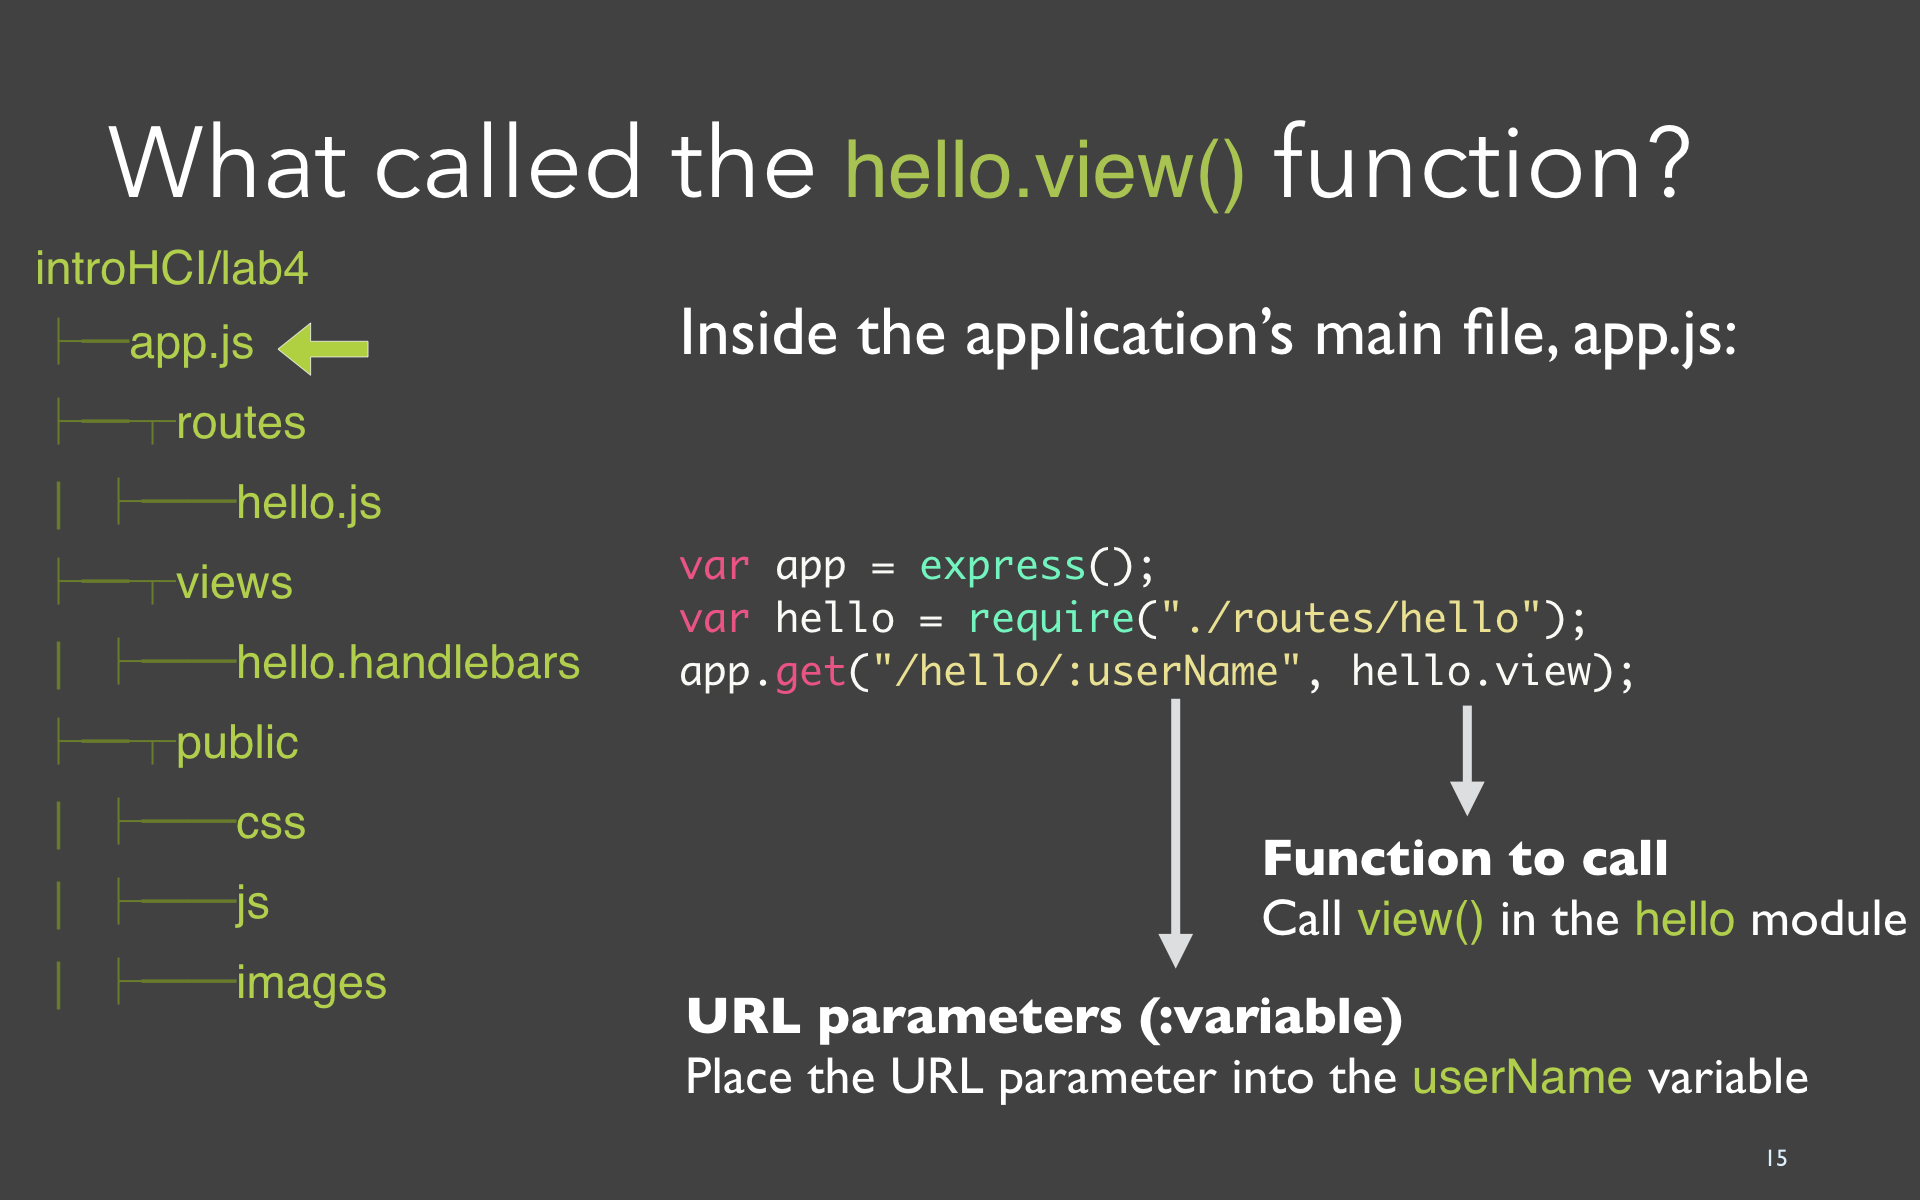 What called the hello.view() function?
introHCI/lab4
app.js
routes
hello.js
views
hello.handlebars
public
css
js
images
Inside the application’s main file, app.js:
var app = express();
var hello = require("./routes/hello");
app.get("/hello/:userName", hello.view);
Function to call
Call view() in the hello module
URL parameters (:variable)
Place the URL parameter into the userName variable
15